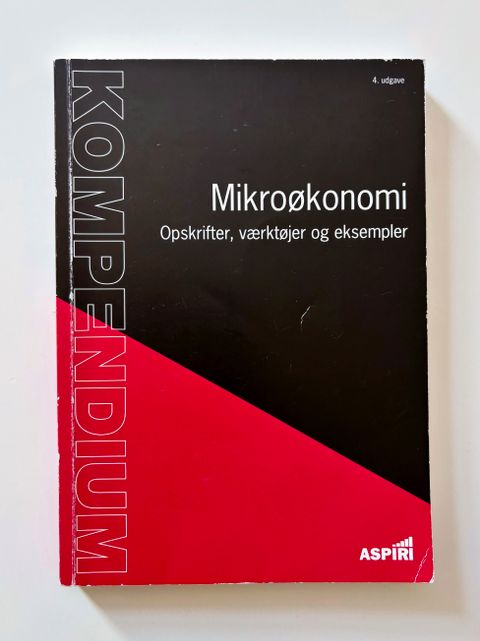 4. udgave
KOMPENDIUM
Mikroøkonomi
Opskrifter, værktøjer og eksempler
ASPIRI